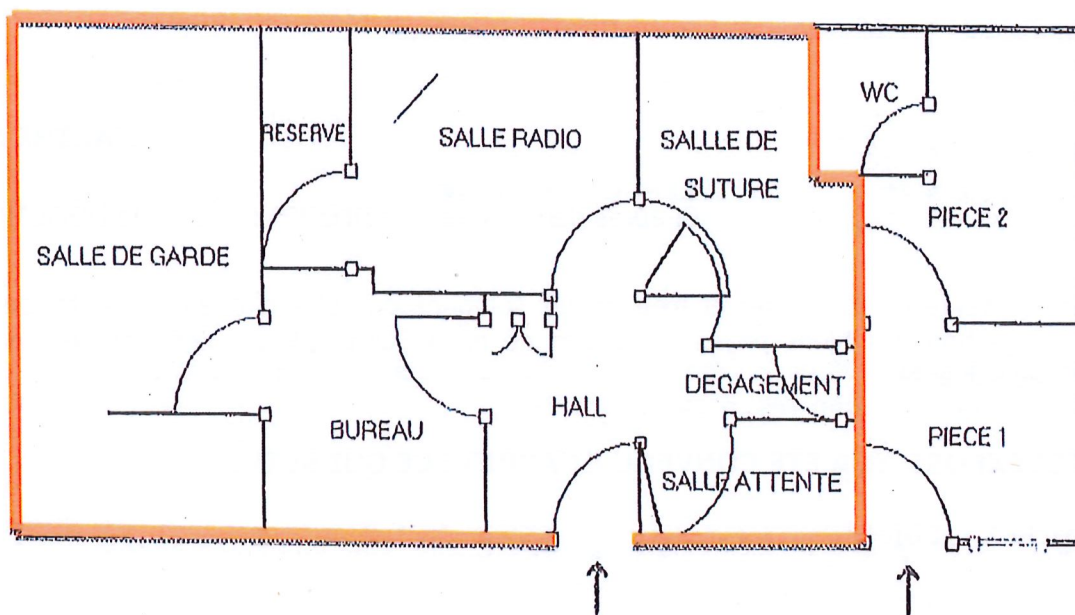 WC
RESERVE
SALLE RADIO
SALLLE DE
SUTURE
PIECE 2
SALLE DE GARDE
DEGAGEMENT
HALL
BUREAU
PIECE 1
SALLE ATTENTE